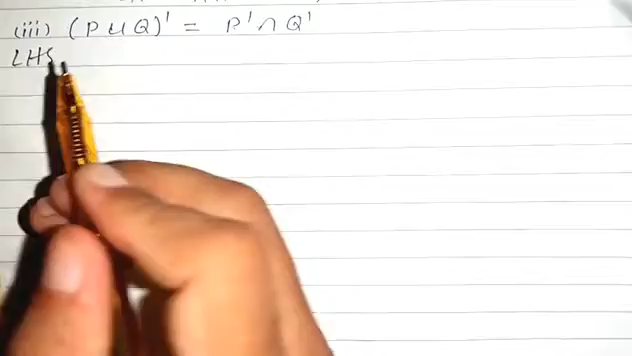 (iii) (P ∪ Q)' = P' ∩ Q'
LHS